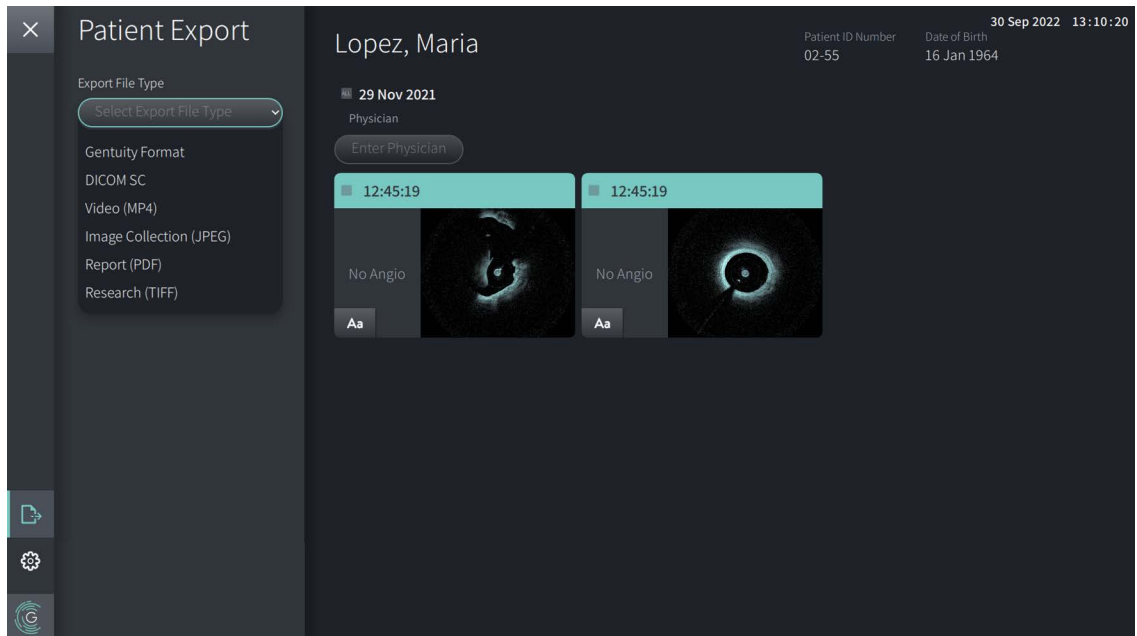 Patient Export
Export File Type
Select Export File Type
Gentuity Format
DICOM SC
Video (MP4)
Image Collection (JPEG)
Report (PDF)
Research (TIFF)
G
30 Sep 2022 13:10:20
Lopez, Maria
Patient ID Number
02-55
Date of Birth
16 Jan 1964
ALL 29 Nov 2021
Physician
Enter Physician
12:45:19
No Angio
Aa
12:45:19
No Angio
Aa